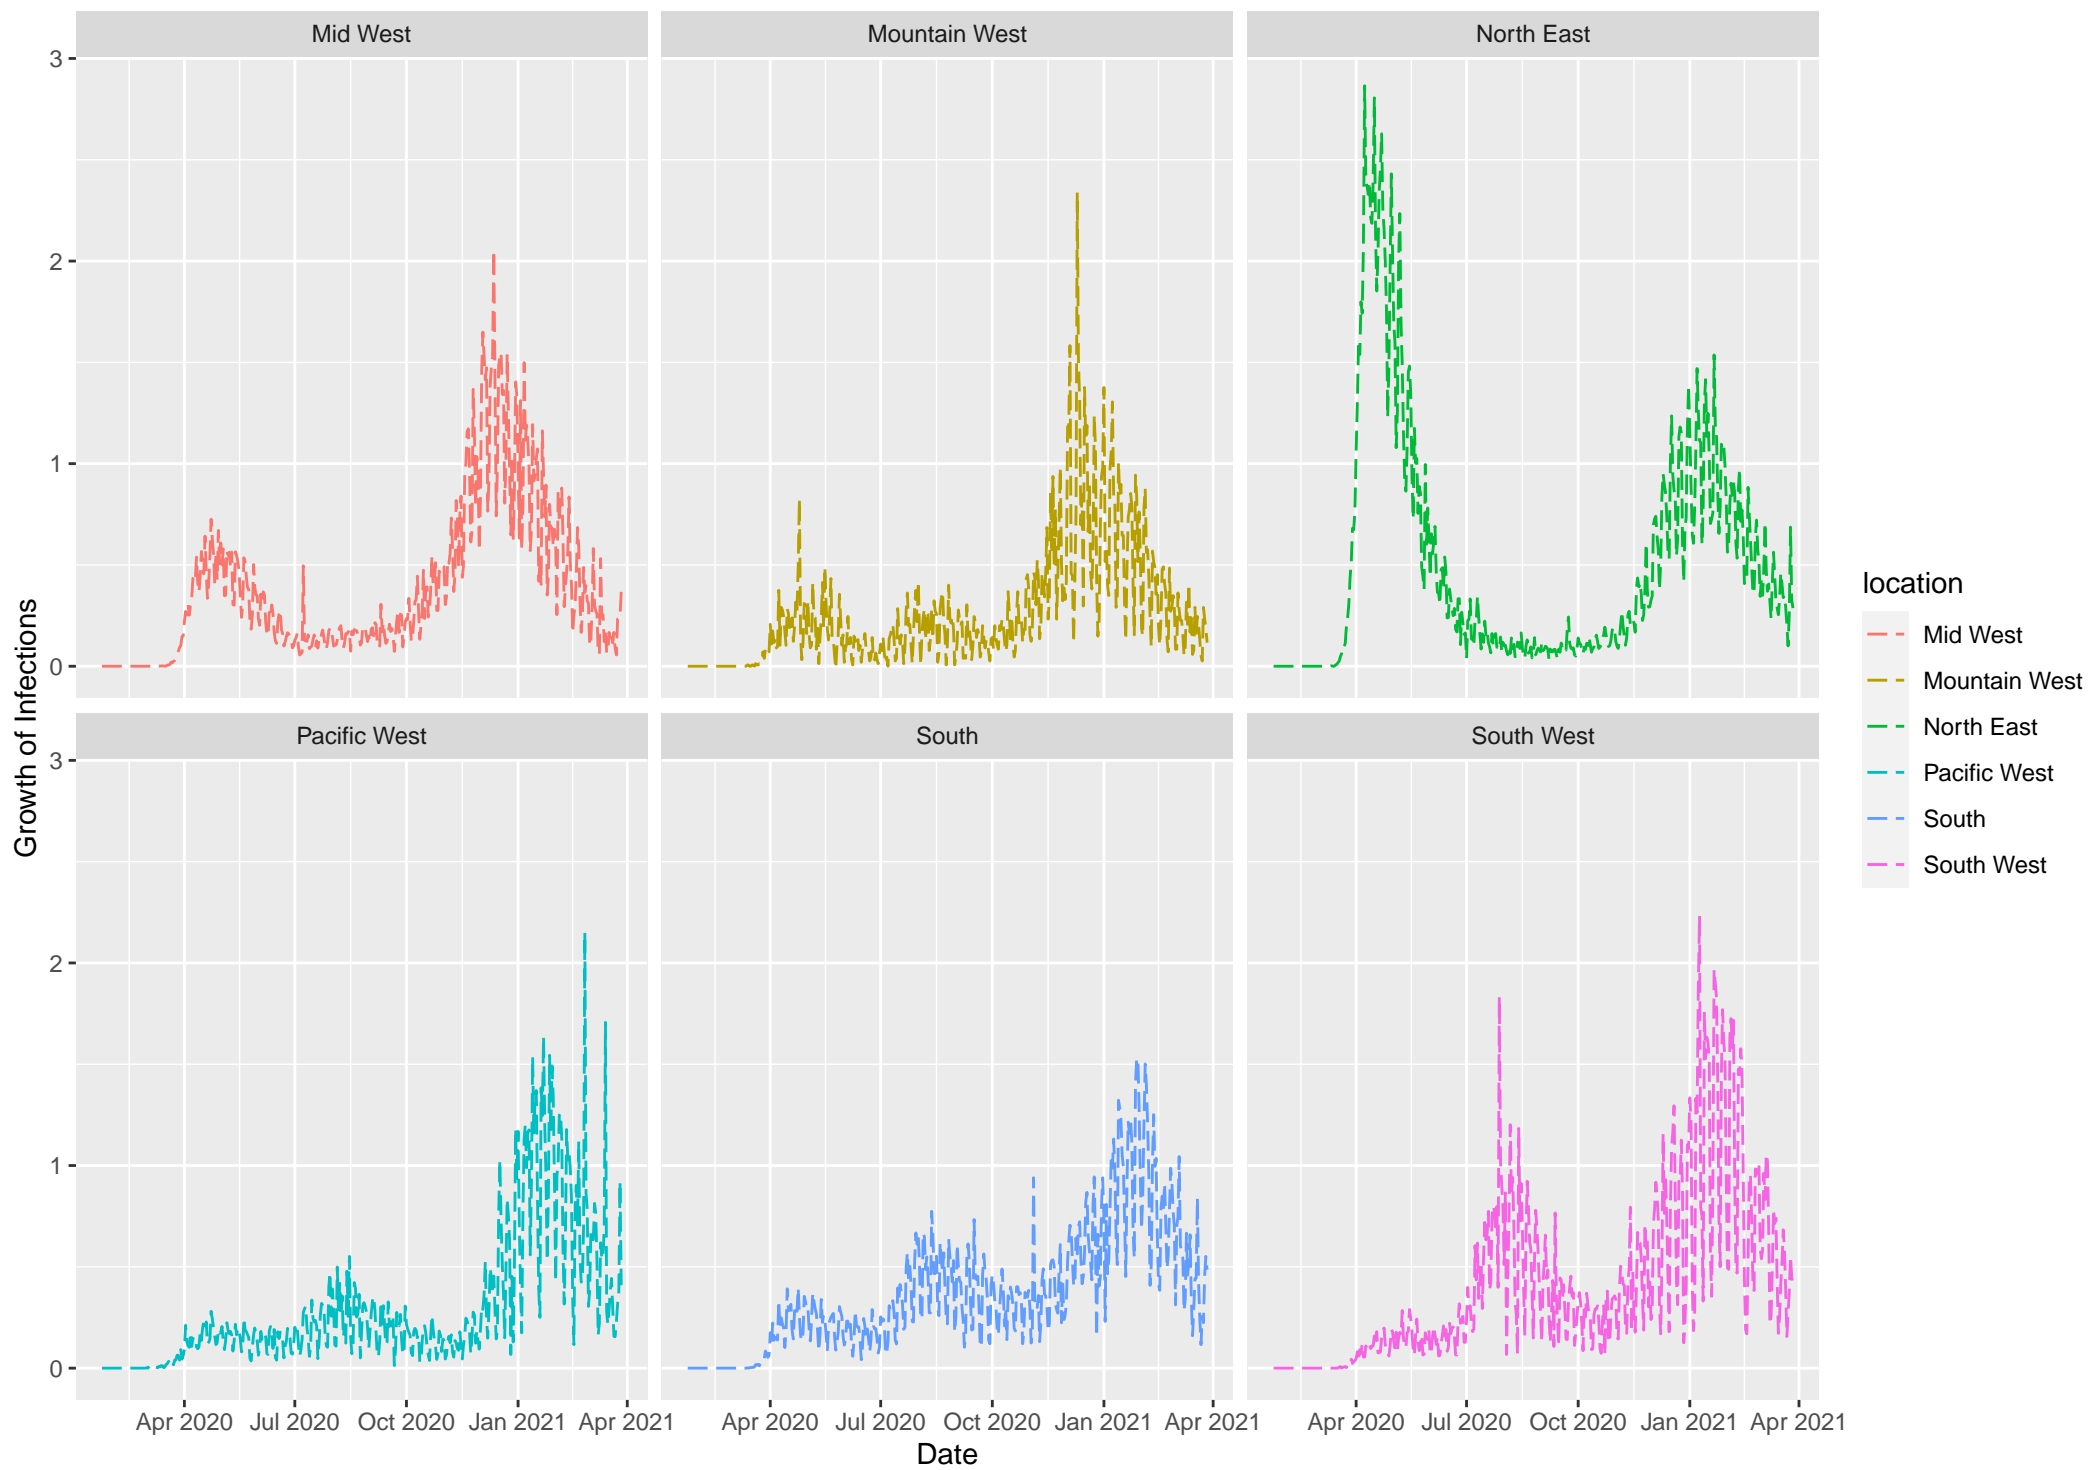 Mid West
Mountain West
North East
3
2
1
0
Pacific West
South
South West
3
2
1
0
Growth of Infections
Apr 2020 Jul 2020 Oct 2020 Jan 2021 Apr 2021
Apr 2020 Jul 2020 Oct 2020 Jan 2021 Apr 2021
Apr 2020 Jul 2020 Oct 2020 Jan 2021 Apr 2021
Date
location
Mid West
Mountain West
North East
Pacific West
South
South West